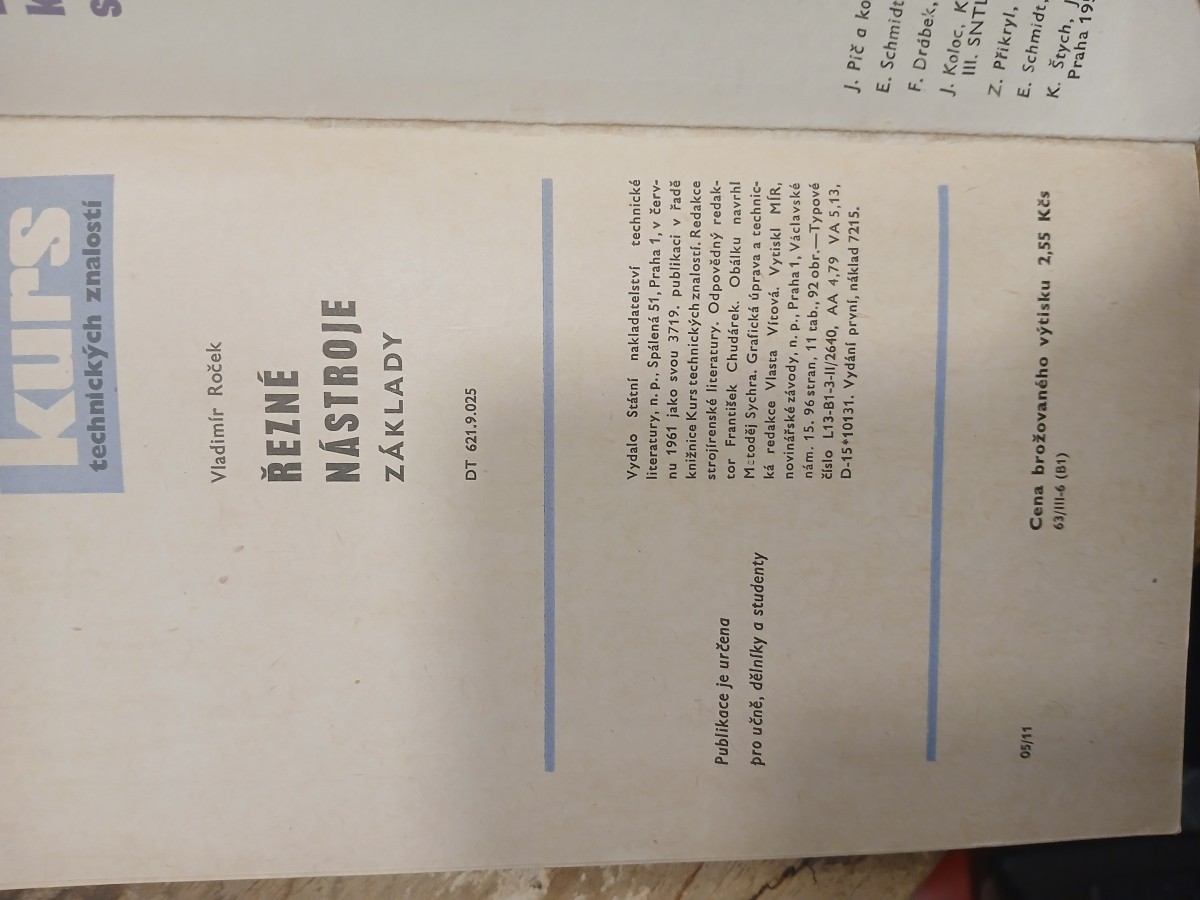 kurs
technických znalostí
Vladimír Roček
ŘEZNÉ
NÁSTROJE
ZÁKLADY
DT 621.9.025
Vydalo Státní nakladatelství technické
literatury, n. p., Spálená 51, Praha 1, v červ-
nu 1961 jako svou 3719. publikaci v řadě
knižnice Kurs technických znalostí. Redakce
strojírenské literatury. Odpovědný redak-
tor František Chudárek. Obálku navrhl
Metoděj Sychra. Grafická úprava a technic-
ká redakce Vlasta Vítová. Vytiskl MÍR,
novinářské závody, n. p., Praha 1, Václavské
nám. 15. 96 stran, 11 tab., 92 obr.—Typové
číslo L13-B1-3-II/2640, AA 4,79 VA 5,13,
D-15*10131. Vydání první, náklad 7215.
Publikace je určena
pro učně, dělníky a studenty
Cena brožovaného výtisku 2,55 Kčs
63/III-6 (B1)
05/11
J. Pič a ko
E. Schmidt
F. Drábek,
J. Koloc, K
III. SNTL
Z. Přikryl,
E. Schmidt,
K. Štych, J
Praha 195